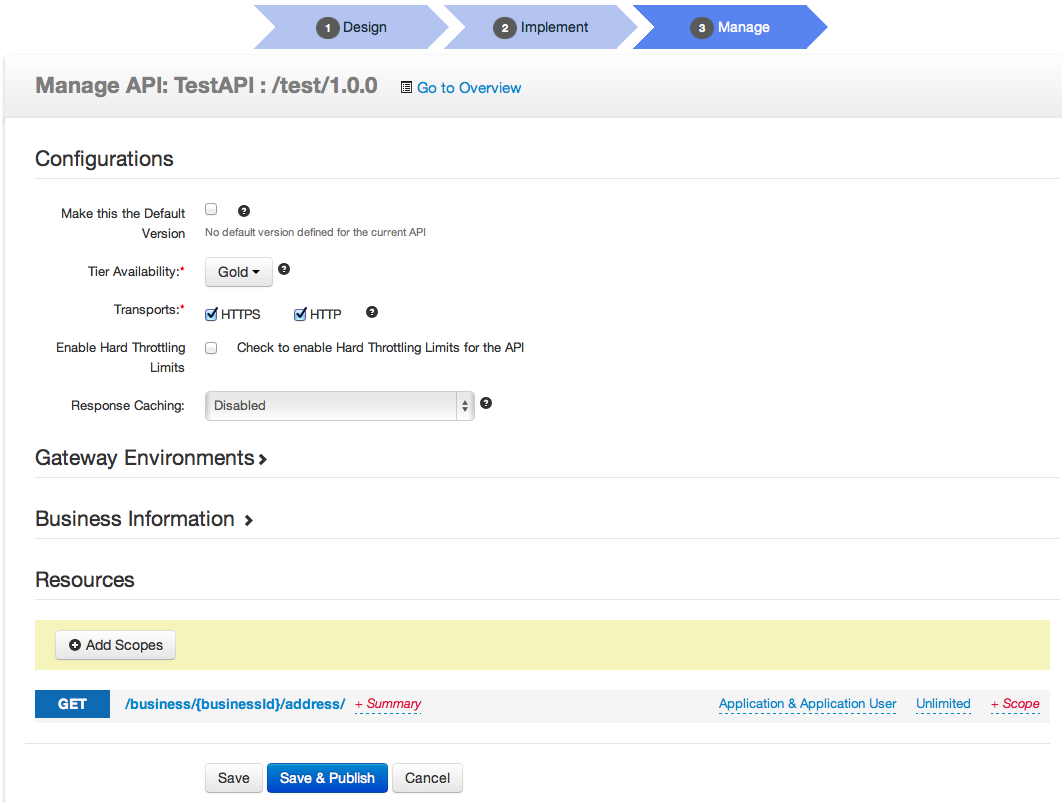 1 Design 2 Implement 3 Manage
Manage API: TestAPI : /test/1.0.0 Go to Overview
Configurations
Make this the Default
Version
No default version defined for the current API
Tier Availability:* Gold
Transports:* HTTPS HTTP
Enable Hard Throttling
Limits
Check to enable Hard Throttling Limits for the API
Response Caching: Disabled
Gateway Environments
Business Information
Resources
Add Scopes
GET /business/{businessId}/address/ + Summary Application & Application User Unlimited + Scope
Save Save & Publish Cancel